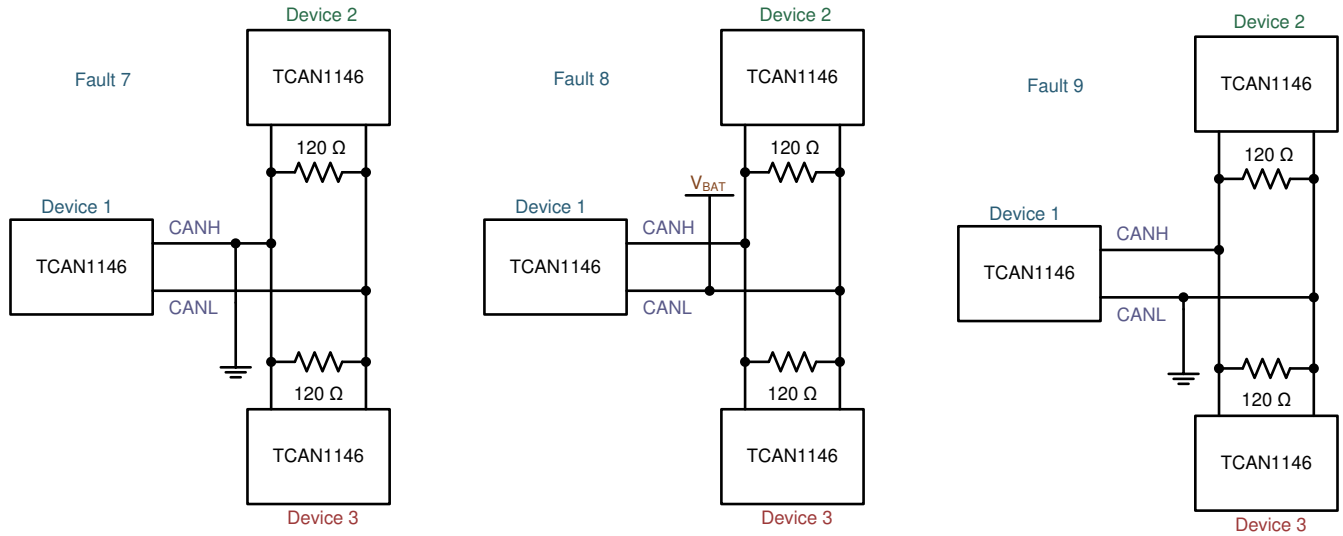 Device 2
TCAN1146
Fault 7
120 Ω
Device 1
CANH
TCAN1146
CANL
120 Ω
TCAN1146
Device 3
Device 2
TCAN1146
Fault 8
120 Ω
VBAT
Device 1
CANH
TCAN1146
CANL
120 Ω
TCAN1146
Device 3
Device 2
TCAN1146
Fault 9
120 Ω
Device 1
CANH
TCAN1146
CANL
120 Ω
TCAN1146
Device 3